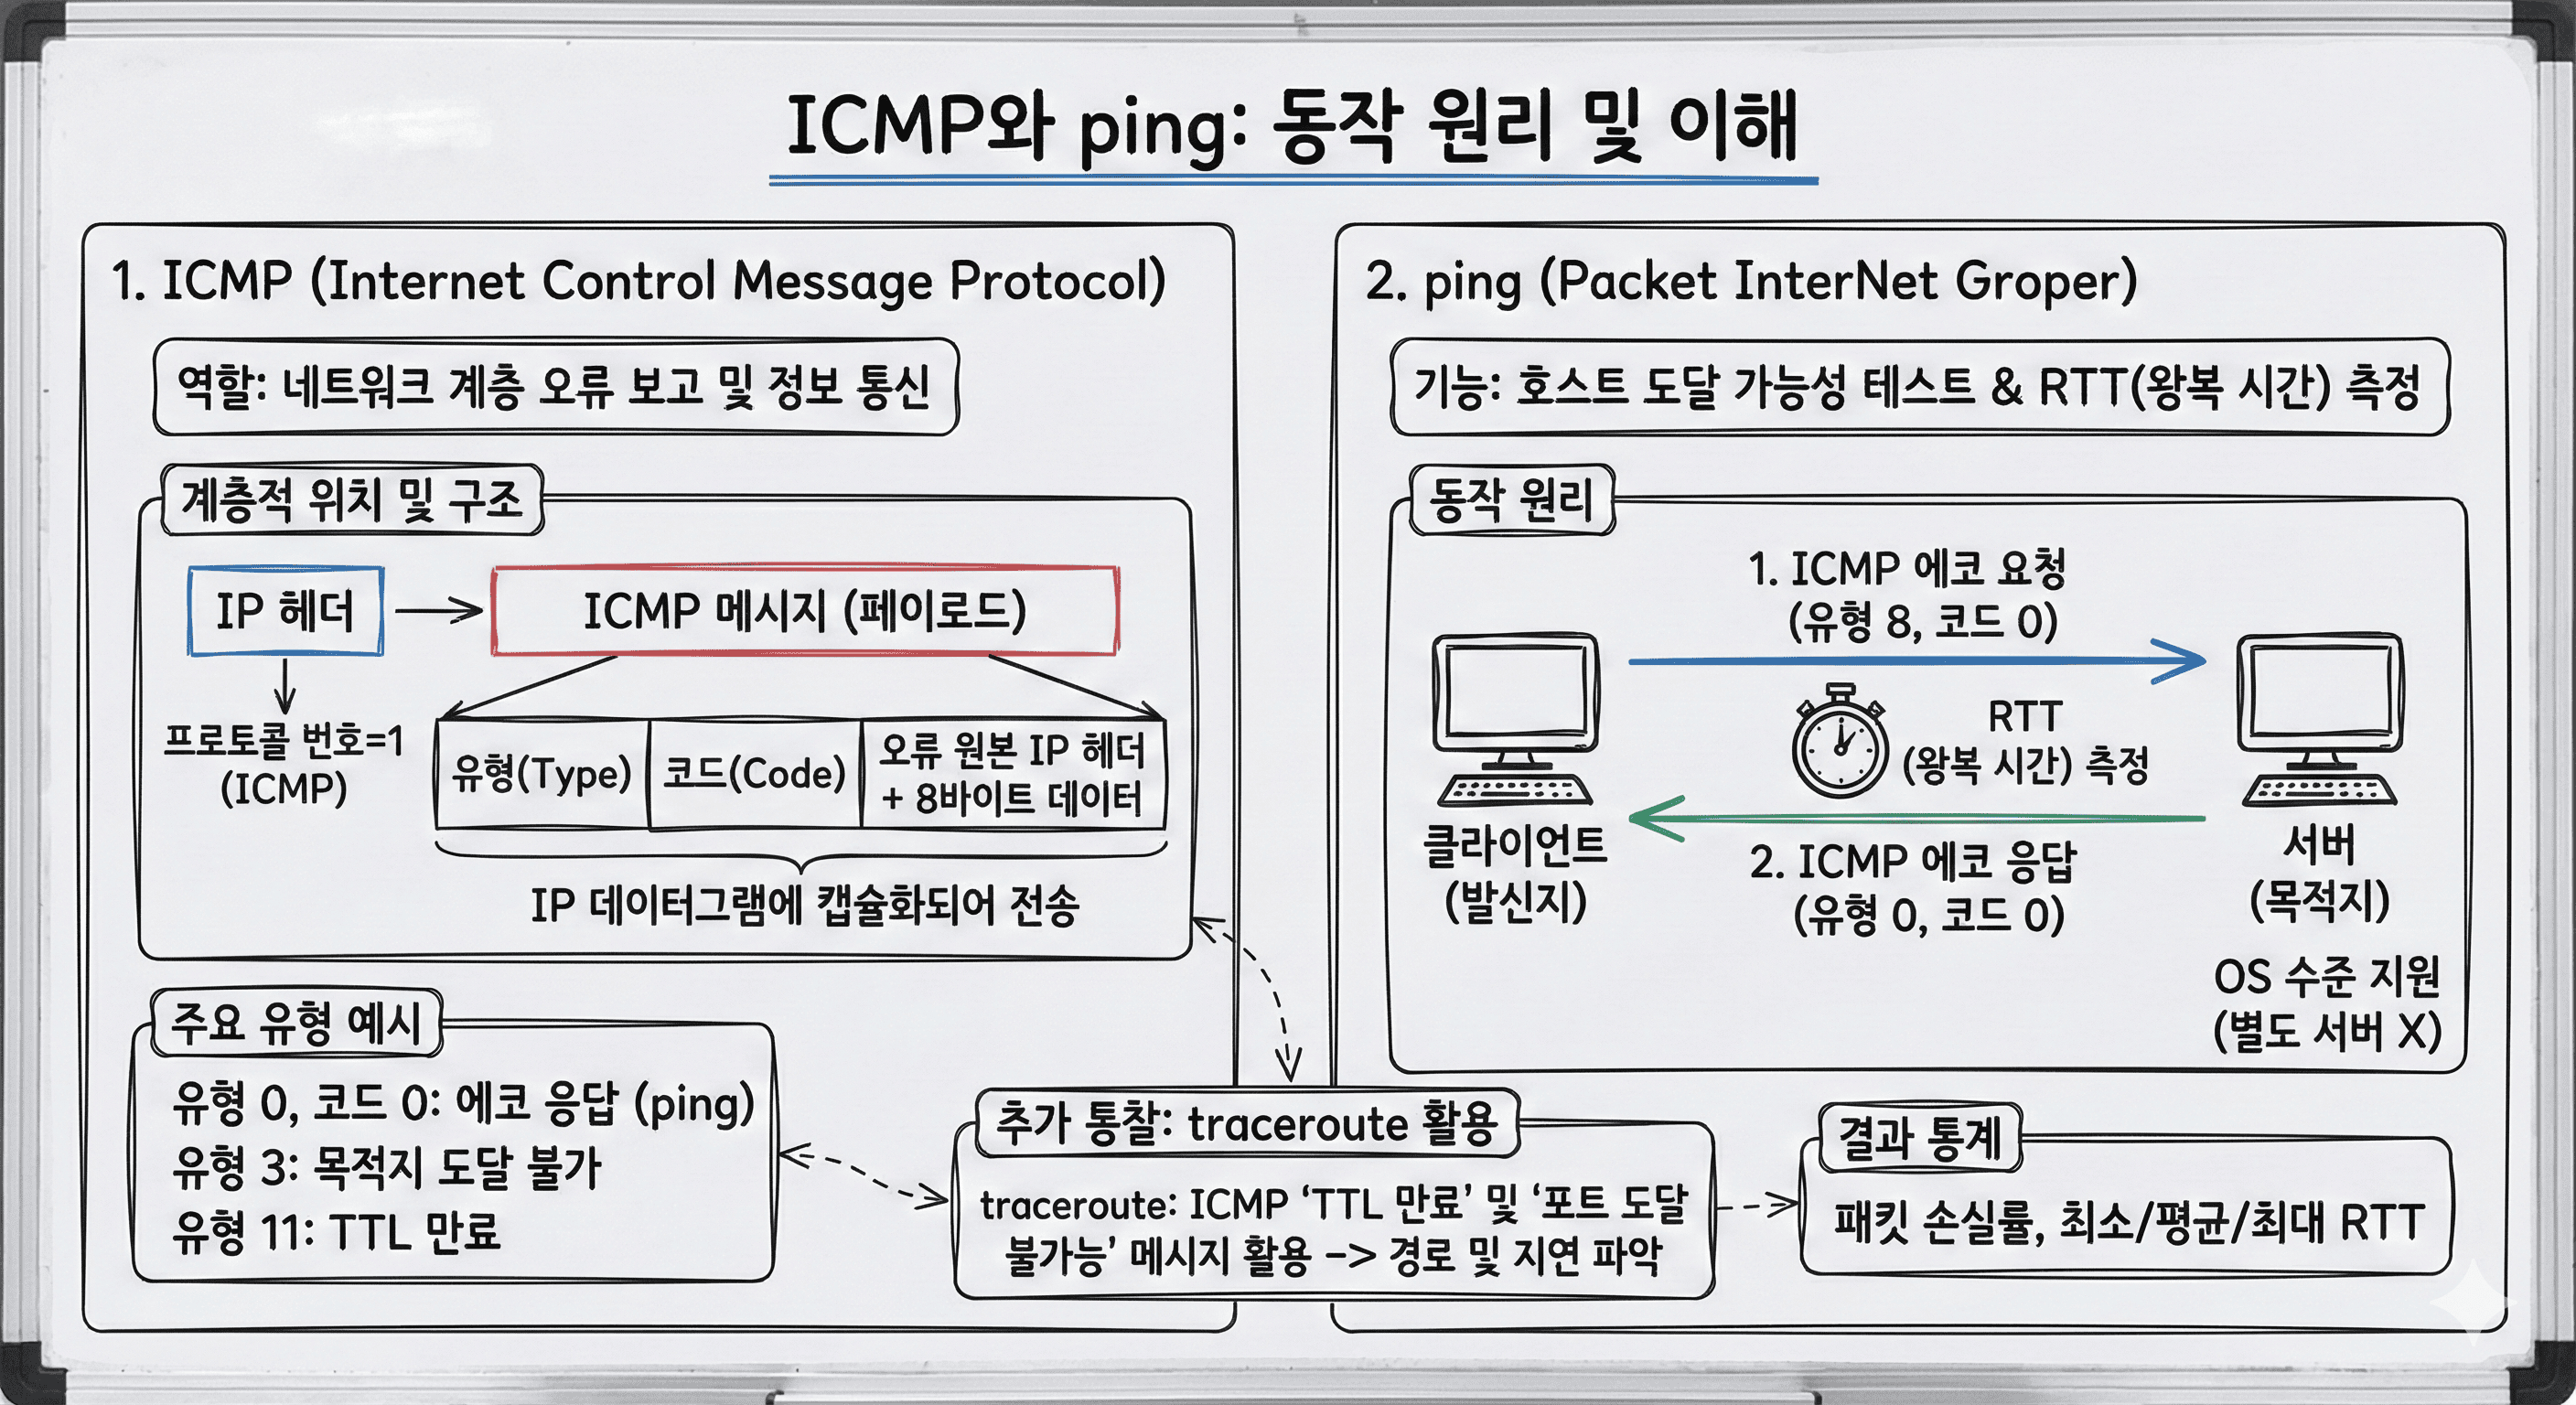 ICMP와 ping: 동작 원리 및 이해
1. ICMP (Internet Control Message Protocol)
역할: 네트워크 계층 오류 보고 및 정보 통신
계층적 위치 및 구조
IP 헤더
ICMP 메시지 (페이로드)
프로토콜 번호=1
(ICMP)
유형(Type)
코드(Code)
오류 원본 IP 헤더
+ 8바이트 데이터
IP 데이터그램에 캡슐화되어 전송
주요 유형 예시
유형 0, 코드 0: 에코 응답 (ping)
유형 3: 목적지 도달 불가
유형 11: TTL 만료
2. ping (Packet InterNet Groper)
기능: 호스트 도달 가능성 테스트 & RTT(왕복 시간) 측정
동작 원리
1. ICMP 에코 요청
(유형 8, 코드 0)
RTT
(왕복 시간) 측정
클라이언트
(발신지)
2. ICMP 에코 응답
(유형 0, 코드 0)
서버
(목적지)
OS 수준 지원
(별도 서버 X)
추가 통찰: traceroute 활용
traceroute: ICMP ‘TTL 만료’ 및 ‘포트 도달
불가능’ 메시지 활용 -> 경로 및 지연 파악
결과 통계
패킷 손실률, 최소/평균/최대 RTT